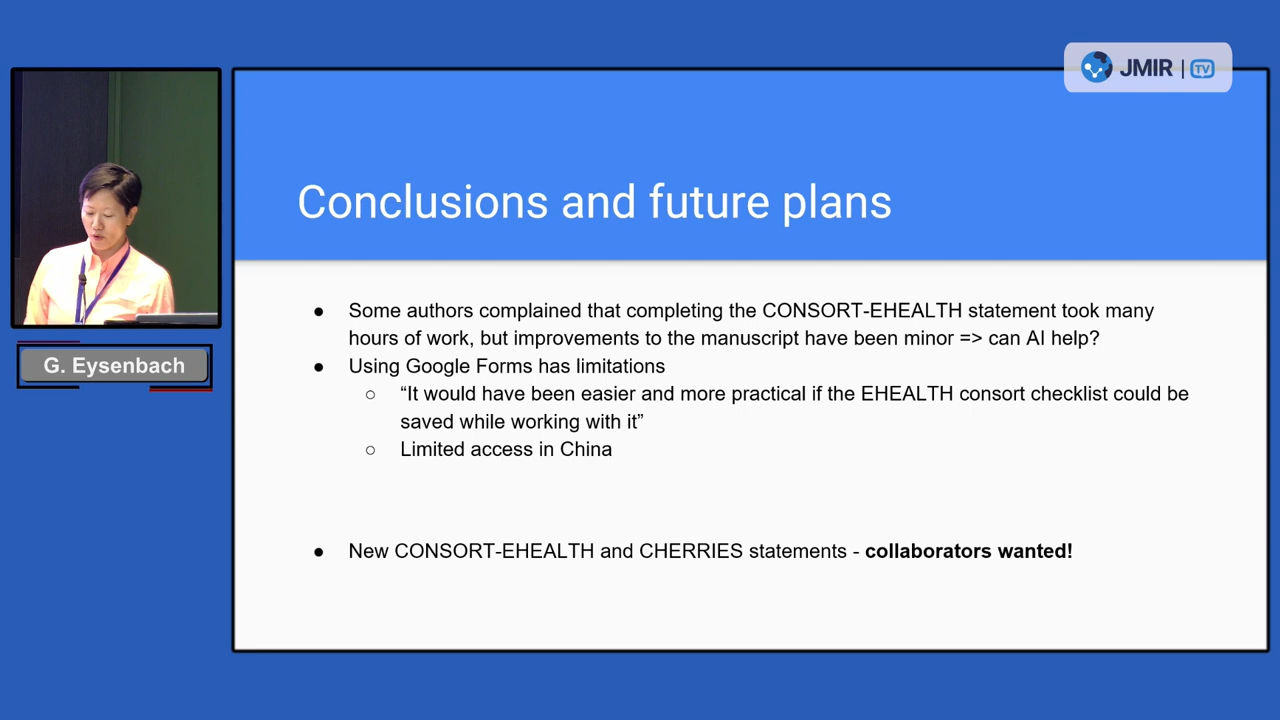 JMIR | TV
Conclusions and future plans
● Some authors complained that completing the CONSORT-EHEALTH statement took many
hours of work, but improvements to the manuscript have been minor => can AI help?
● Using Google Forms has limitations
○ “It would have been easier and more practical if the EHEALTH consort checklist could be
saved while working with it”
○ Limited access in China
● New CONSORT-EHEALTH and CHERRIES statements - collaborators wanted!
G. Eysenbach